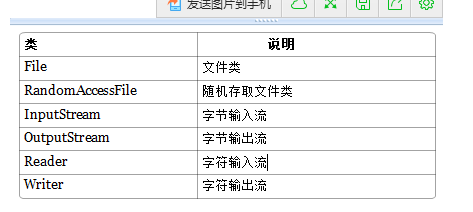 发送图片到手机
类 说明
File 文件类
RandomAccessFile 随机存取文件类
InputStream 字节输入流
OutputStream 字节输出流
Reader 字符输入流
Writer 字符输出流